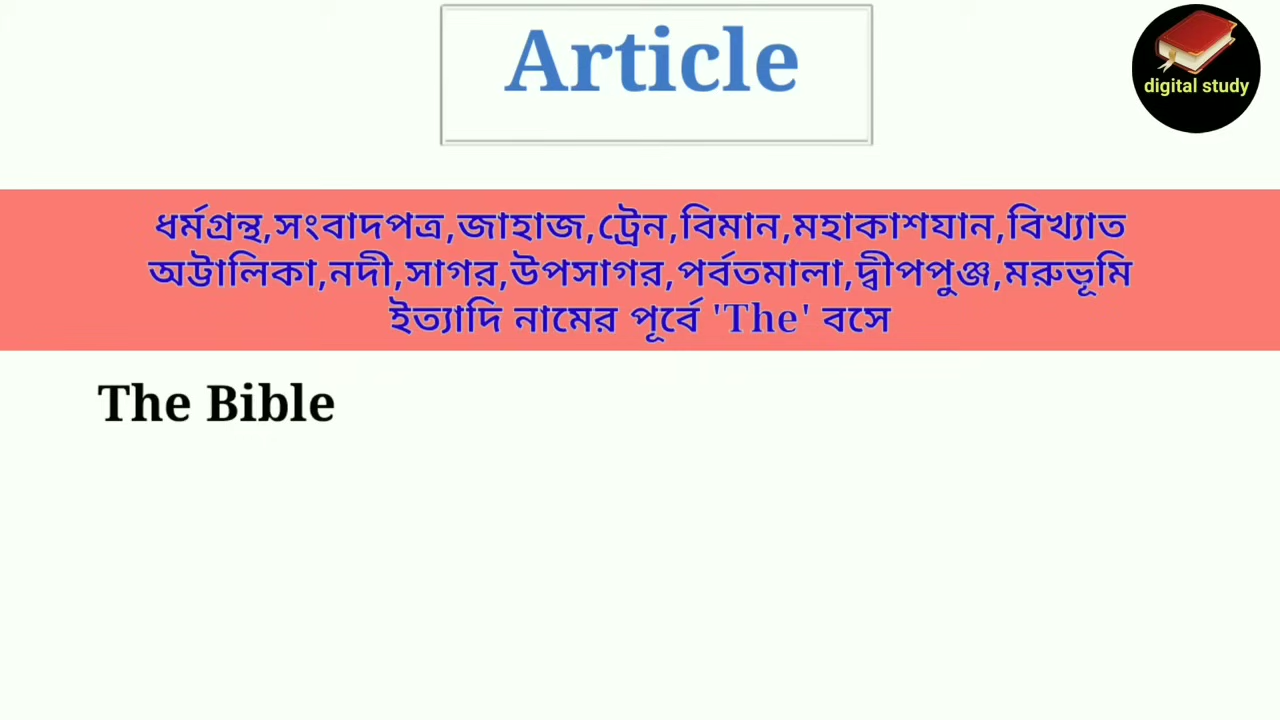 Article
digital study
ধর্মগ্রন্থ,সংবাদপত্র,জাহাজ,ট্রেন,বিমান,মহাকাশযান,বিখ্যাত
অট্টালিকা,নদী,সাগর,উপসাগর,পর্বতমালা,দ্বীপপুঞ্জ,মরুভূমি
ইত্যাদি নামের পূর্বে 'The' বসে
The Bible